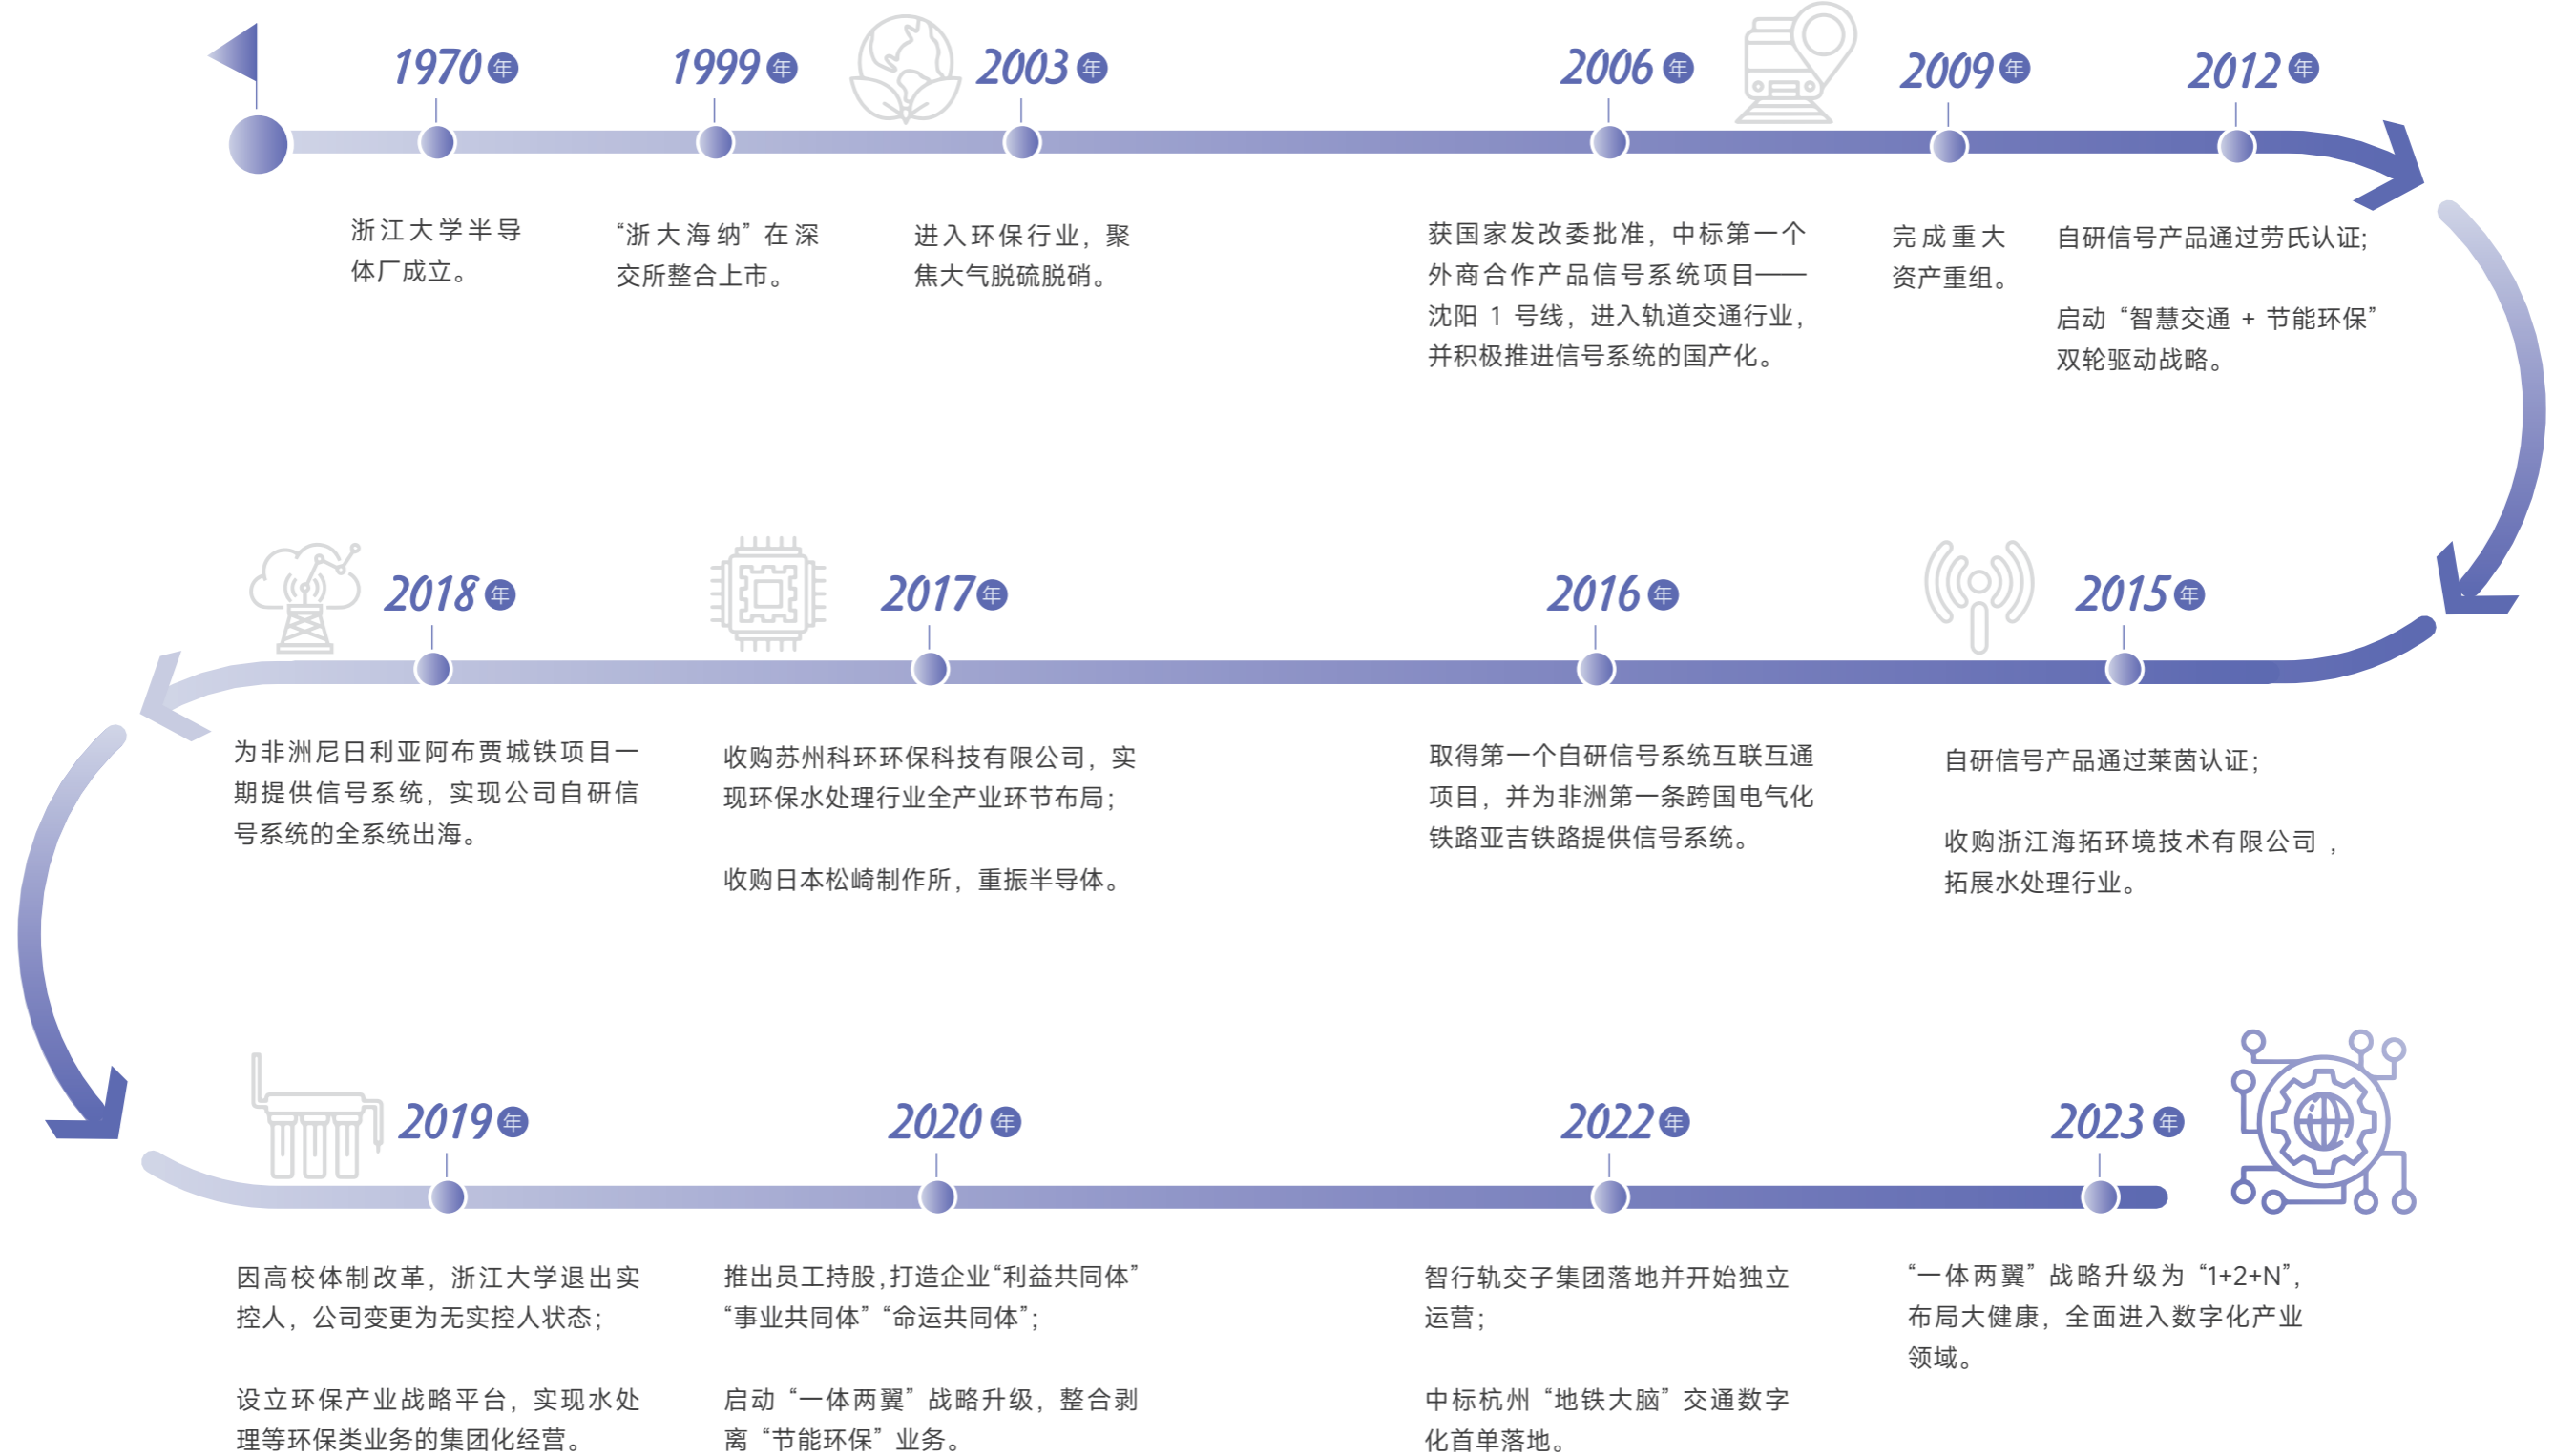 1970年
浙江大学半导
体厂成立。
1999年
“浙大海纳”在深
交所整合上市。
2003年
进入环保行业，聚
焦大气脱硫脱硝。
2006年
获国家发改委批准，中标第一个
外商合作产品信号系统项目——
沈阳 1 号线，进入轨道交通行业，
并积极推进信号系统的国产化。
2009年
完成重大
资产重组。
2012年
自研信号产品通过劳氏认证;
启动“智慧交通 + 节能环保”
双轮驱动战略。
2015年
自研信号产品通过莱茵认证；
收购浙江海拓环境技术有限公司 ，
拓展水处理行业。
2016年
取得第一个自研信号系统互联互通
项目，并为非洲第一条跨国电气化
铁路亚吉铁路提供信号系统。
2017年
收购苏州科环环保科技有限公司，实
现环保水处理行业全产业环节布局；
收购日本松崎制作所，重振半导体。
2018年
为非洲尼日利亚阿布贾城铁项目一
期提供信号系统，实现公司自研信
号系统的全系统出海。
2019年
因高校体制改革，浙江大学退出实
控人，公司变更为无实控人状态；
设立环保产业战略平台，实现水处
理等环保类业务的集团化经营。
2020年
推出员工持股,打造企业“利益共同体”
“事业共同体”“命运共同体”；
启动“一体两翼”战略升级，整合剥
离“节能环保”业务。
2022年
智行轨交子集团落地并开始独立
运营；
中标杭州“地铁大脑”交通数字
化首单落地。
2023年
“一体两翼”战略升级为“1+2+N”，
布局大健康，全面进入数字化产业
领域。